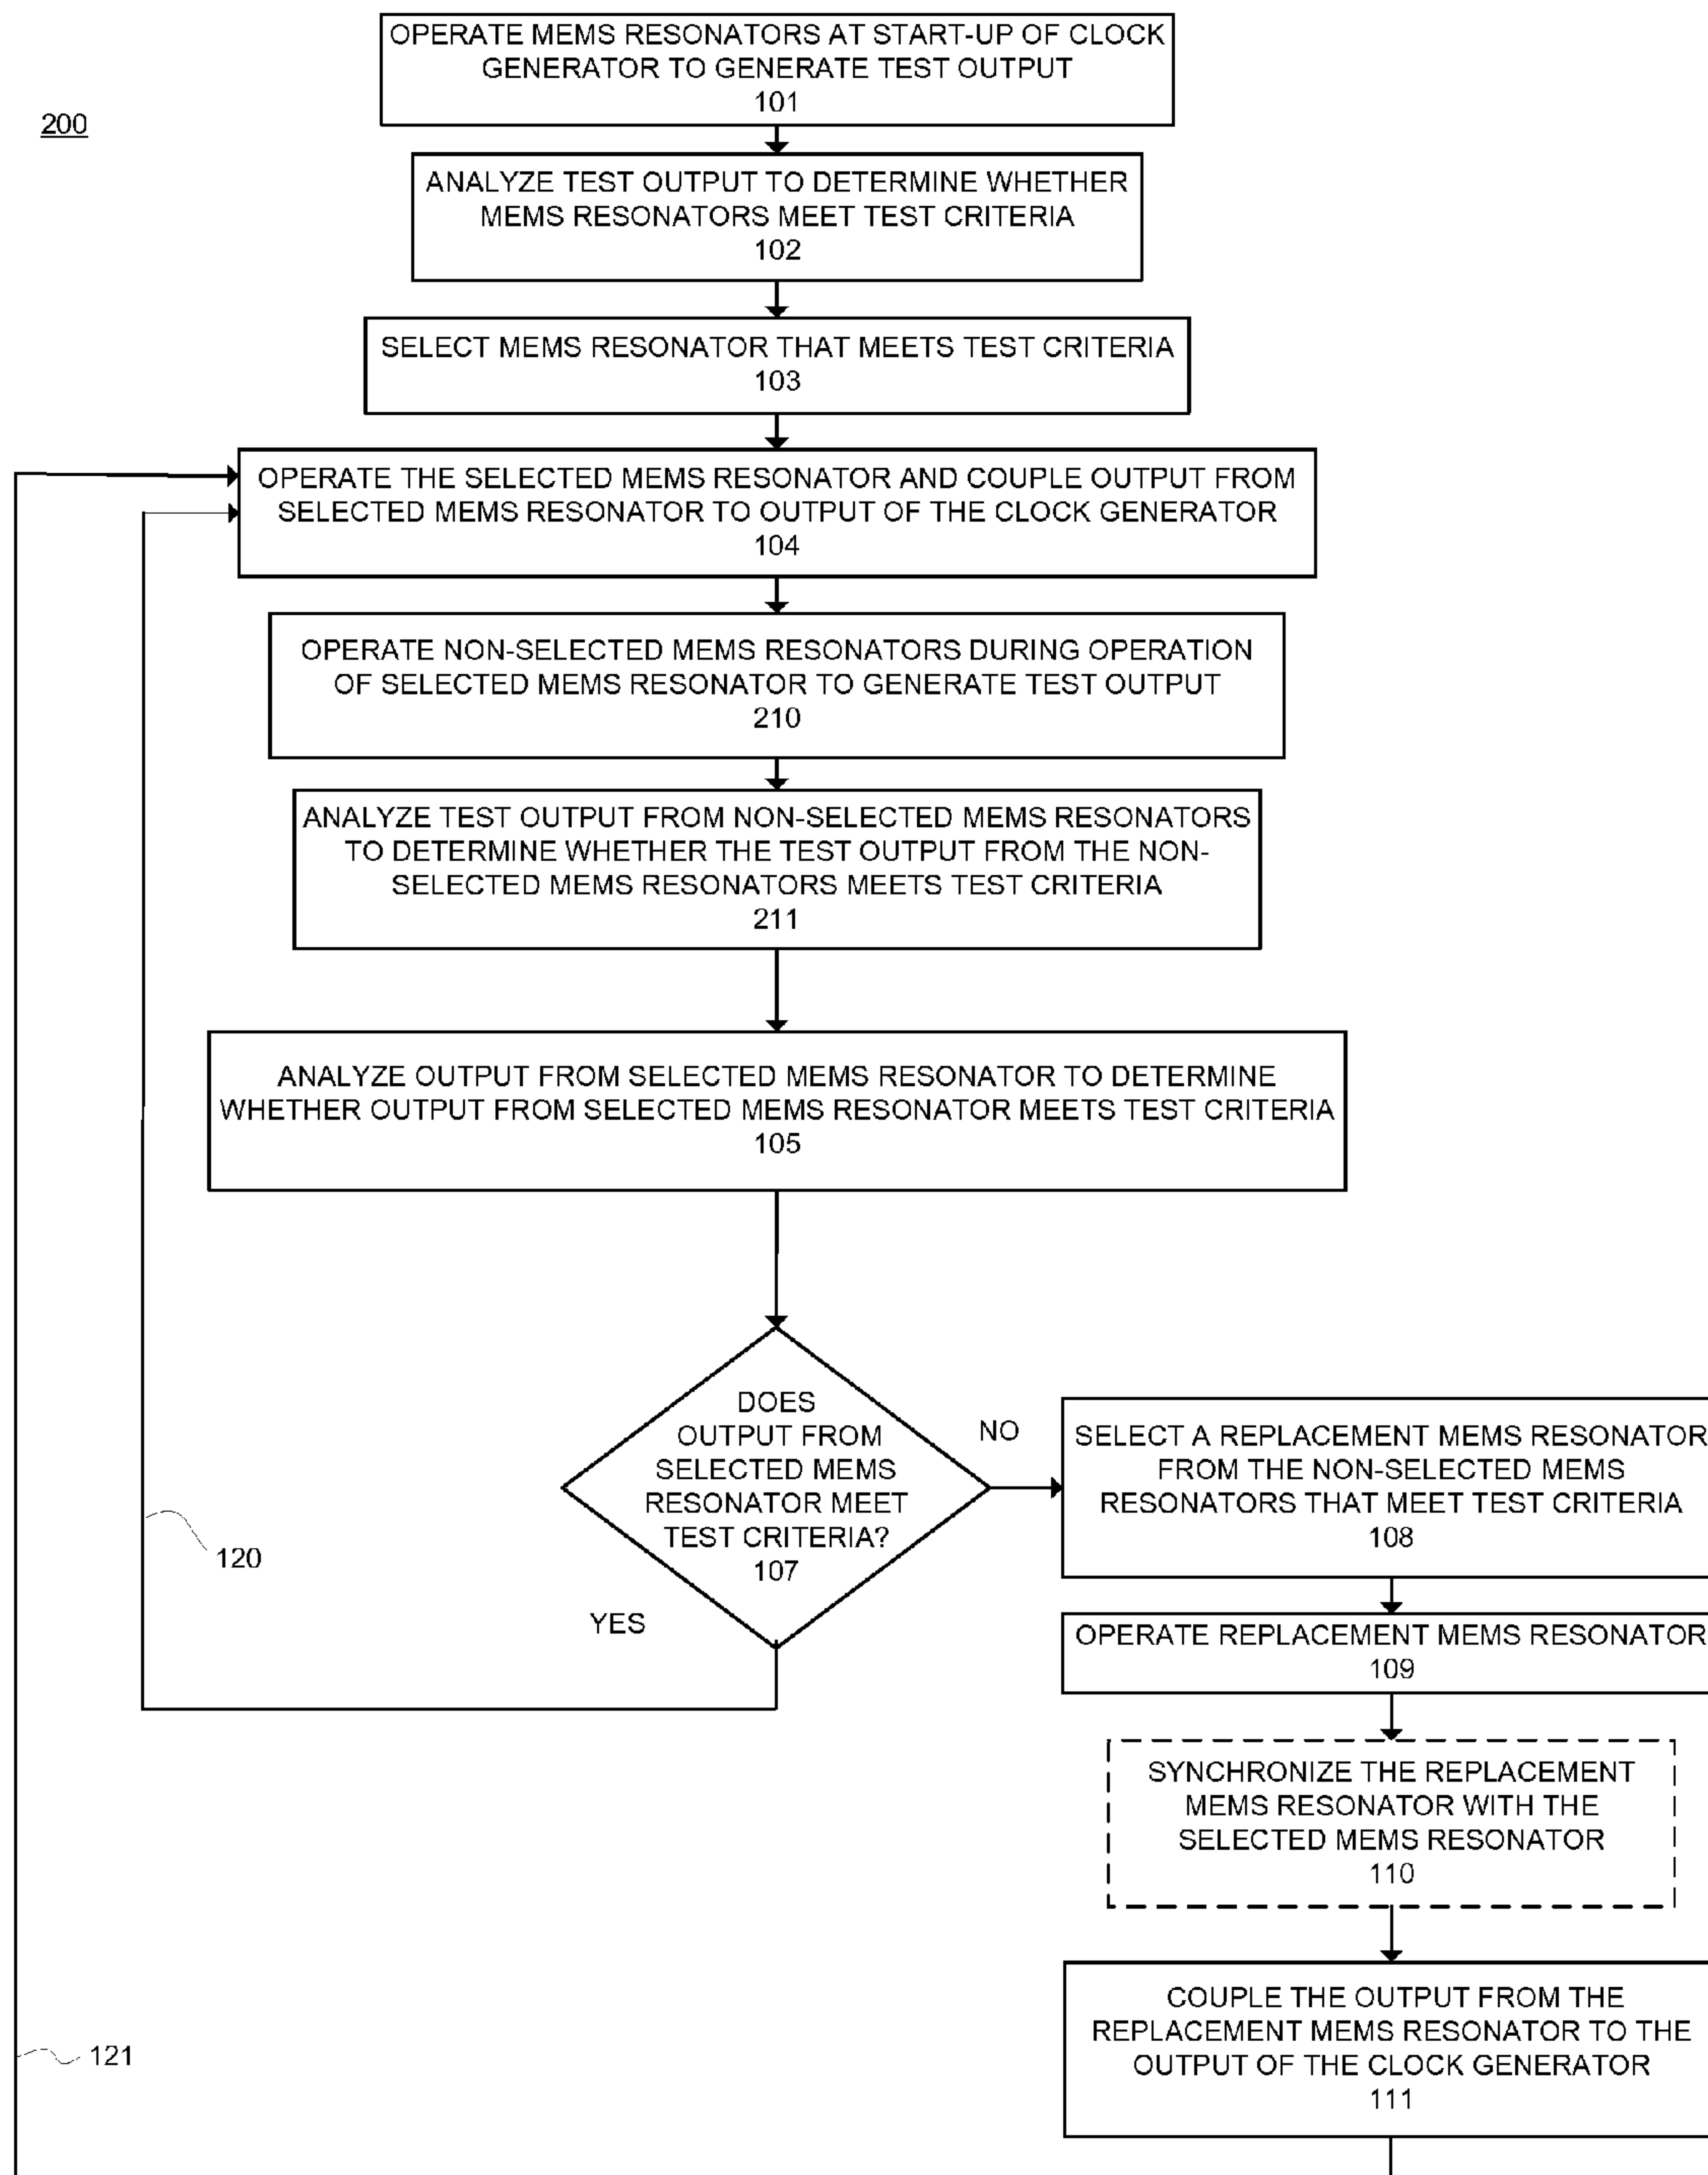 200
OPERATE MEMS RESONATORS AT START-UP OF CLOCK
GENERATOR TO GENERATE TEST OUTPUT
101
ANALYZE TEST OUTPUT TO DETERMINE WHETHER
MEMS RESONATORS MEET TEST CRITERIA
102
SELECT MEMS RESONATOR THAT MEETS TEST CRITERIA
103
OPERATE THE SELECTED MEMS RESONATOR AND COUPLE OUTPUT FROM
SELECTED MEMS RESONATOR TO OUTPUT OF THE CLOCK GENERATOR
104
OPERATE NON-SELECTED MEMS RESONATORS DURING OPERATION
OF SELECTED MEMS RESONATOR TO GENERATE TEST OUTPUT
210
ANALYZE TEST OUTPUT FROM NON-SELECTED MEMS RESONATORS
TO DETERMINE WHETHER THE TEST OUTPUT FROM THE NON-
SELECTED MEMS RESONATORS MEETS TEST CRITERIA
211
ANALYZE OUTPUT FROM SELECTED MEMS RESONATOR TO DETERMINE
WHETHER OUTPUT FROM SELECTED MEMS RESONATOR MEETS TEST CRITERIA
105
DOES
OUTPUT FROM
SELECTED MEMS
RESONATOR MEET
TEST CRITERIA?
107
NO
YES
120
SELECT A REPLACEMENT MEMS RESONATOR
FROM THE NON-SELECTED MEMS
RESONATORS THAT MEET TEST CRITERIA
108
OPERATE REPLACEMENT MEMS RESONATOR
109
SYNCHRONIZE THE REPLACEMENT
MEMS RESONATOR WITH THE
SELECTED MEMS RESONATOR
110
COUPLE THE OUTPUT FROM THE
REPLACEMENT MEMS RESONATOR TO THE
OUTPUT OF THE CLOCK GENERATOR
111
121